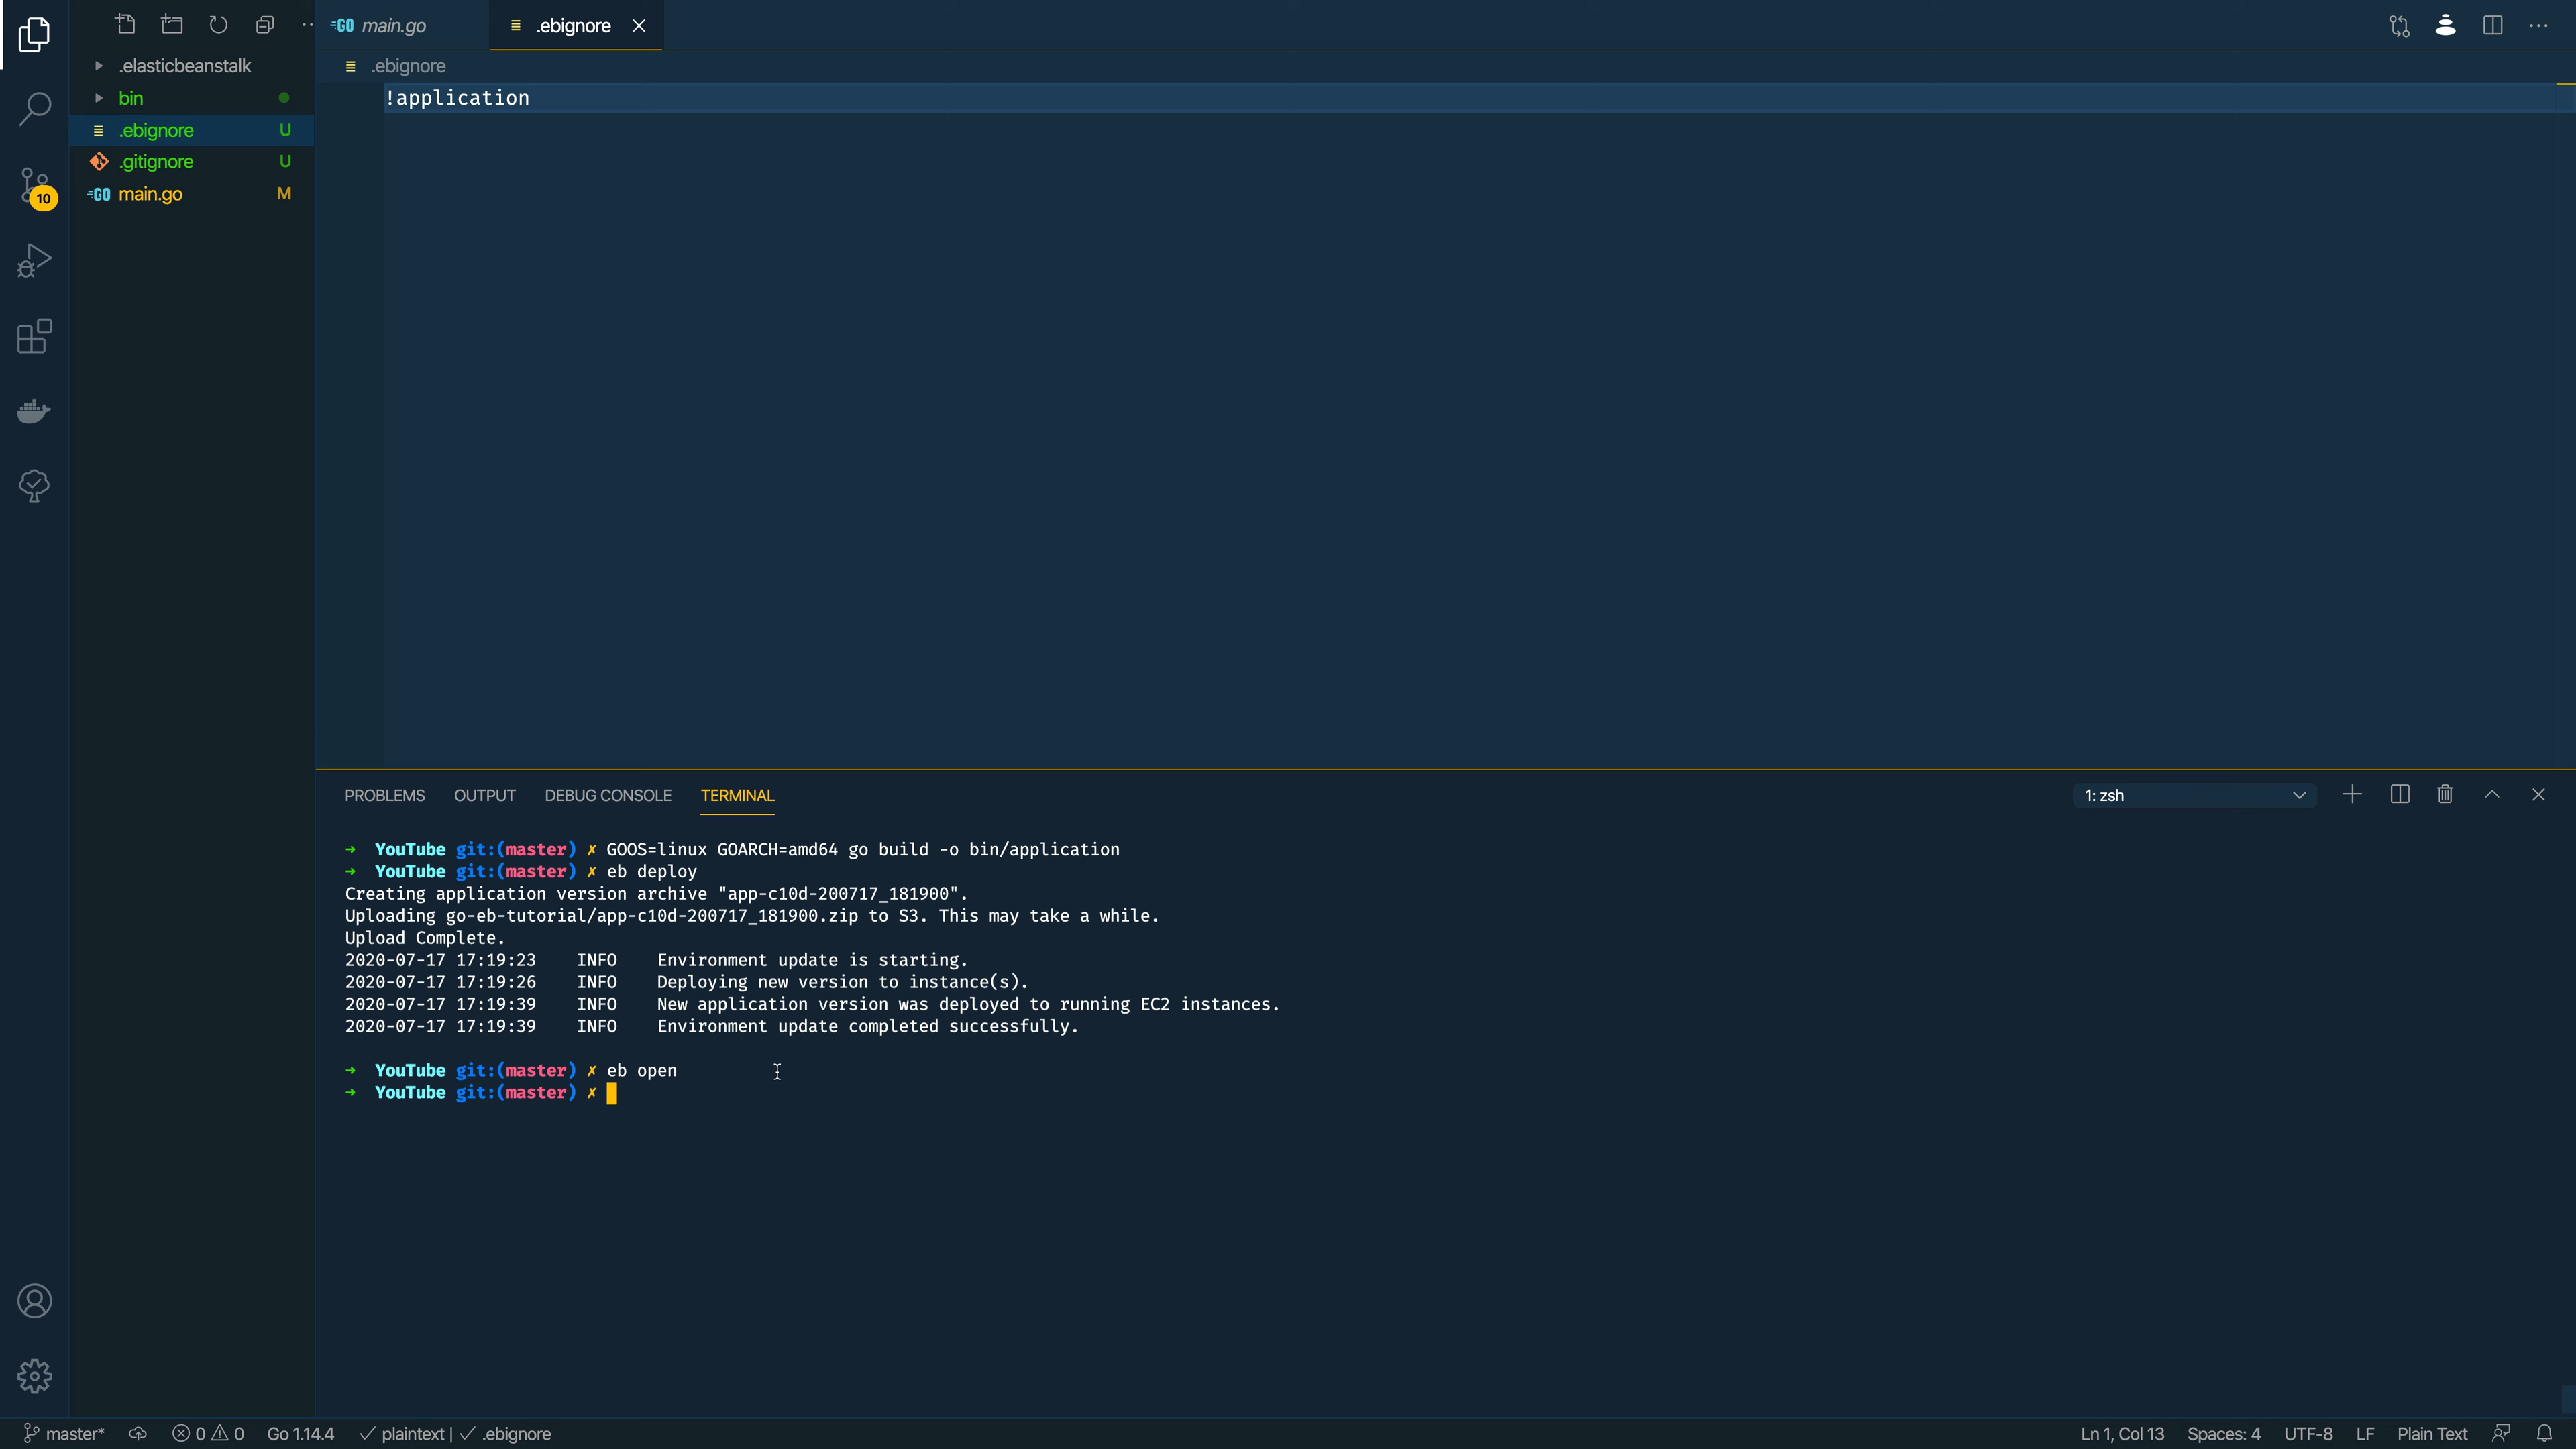 GO main.go
.ebignore
.elasticbeanstalk
.ebignore
!application
bin
.ebignore U
.gitignore U
GO main.go M
10
PROBLEMS OUTPUT DEBUG CONSOLE TERMINAL
1: zsh
➜ YouTube git:(master) ✗ GOOS=linux GOARCH=amd64 go build -o bin/application
➜ YouTube git:(master) ✗ eb deploy
Creating application version archive "app-c10d-200717_181900".
Uploading go-eb-tutorial/app-c10d-200717_181900.zip to S3. This may take a while.
Upload Complete.
2020-07-17 17:19:23 INFO Environment update is starting.
2020-07-17 17:19:26 INFO Deploying new version to instance(s).
2020-07-17 17:19:39 INFO New application version was deployed to running EC2 instances.
2020-07-17 17:19:39 INFO Environment update completed successfully.
➜ YouTube git:(master) ✗ eb open
➜ YouTube git:(master) ✗
master* 0 0 Go 1.14.4 ✓ plaintext | ✓ .ebignore
Ln 1, Col 13 Spaces: 4 UTF-8 LF Plain Text